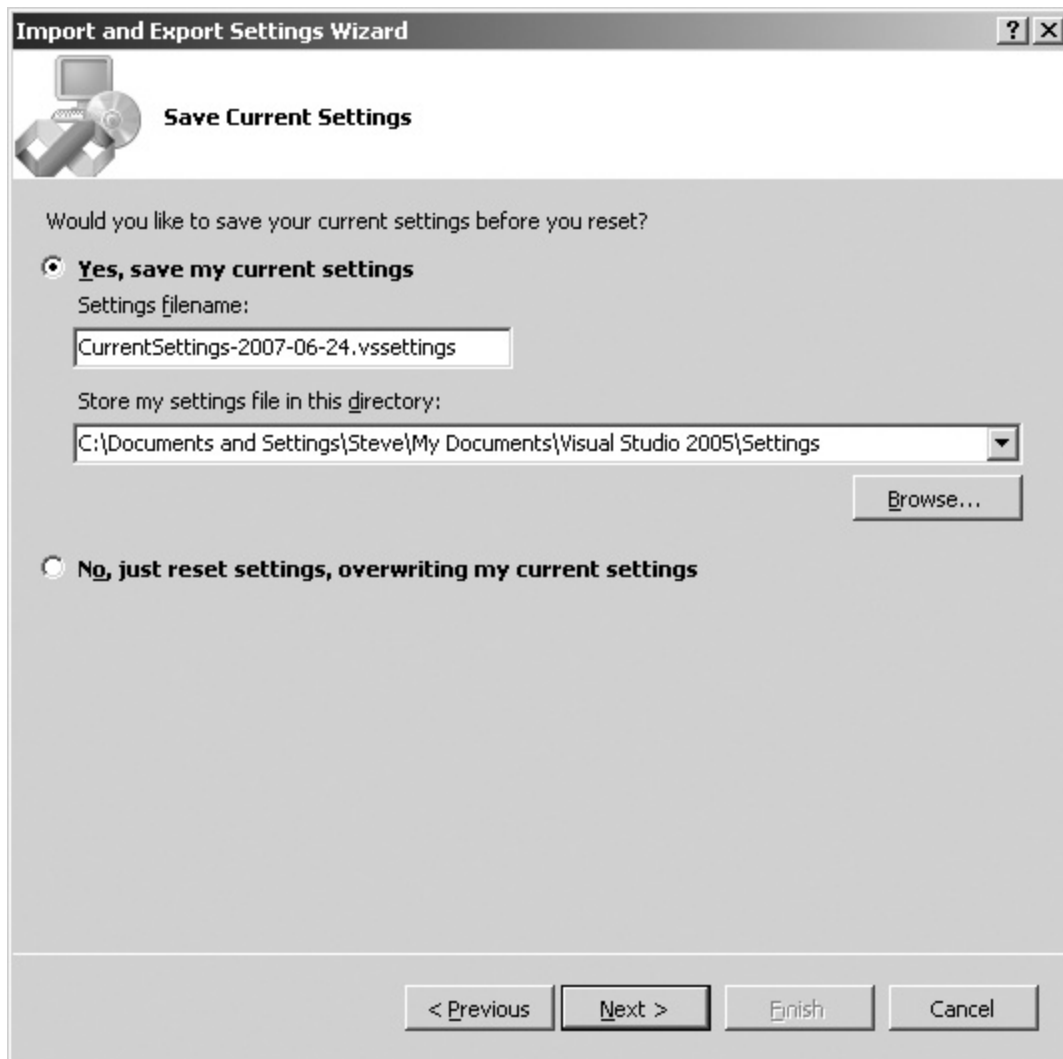 Import and Export Settings Wizard
Save Current Settings
Would you like to save your current settings before you reset?
Yes, save my current settings
Settings filename:
CurrentSettings-2007-06-24.vssettings
Store my settings file in this directory:
C:\Documents and Settings\Steve\My Documents\Visual Studio 2005\Settings
Browse...
No, just reset settings, overwriting my current settings
< Previous
Next >
Finish
Cancel